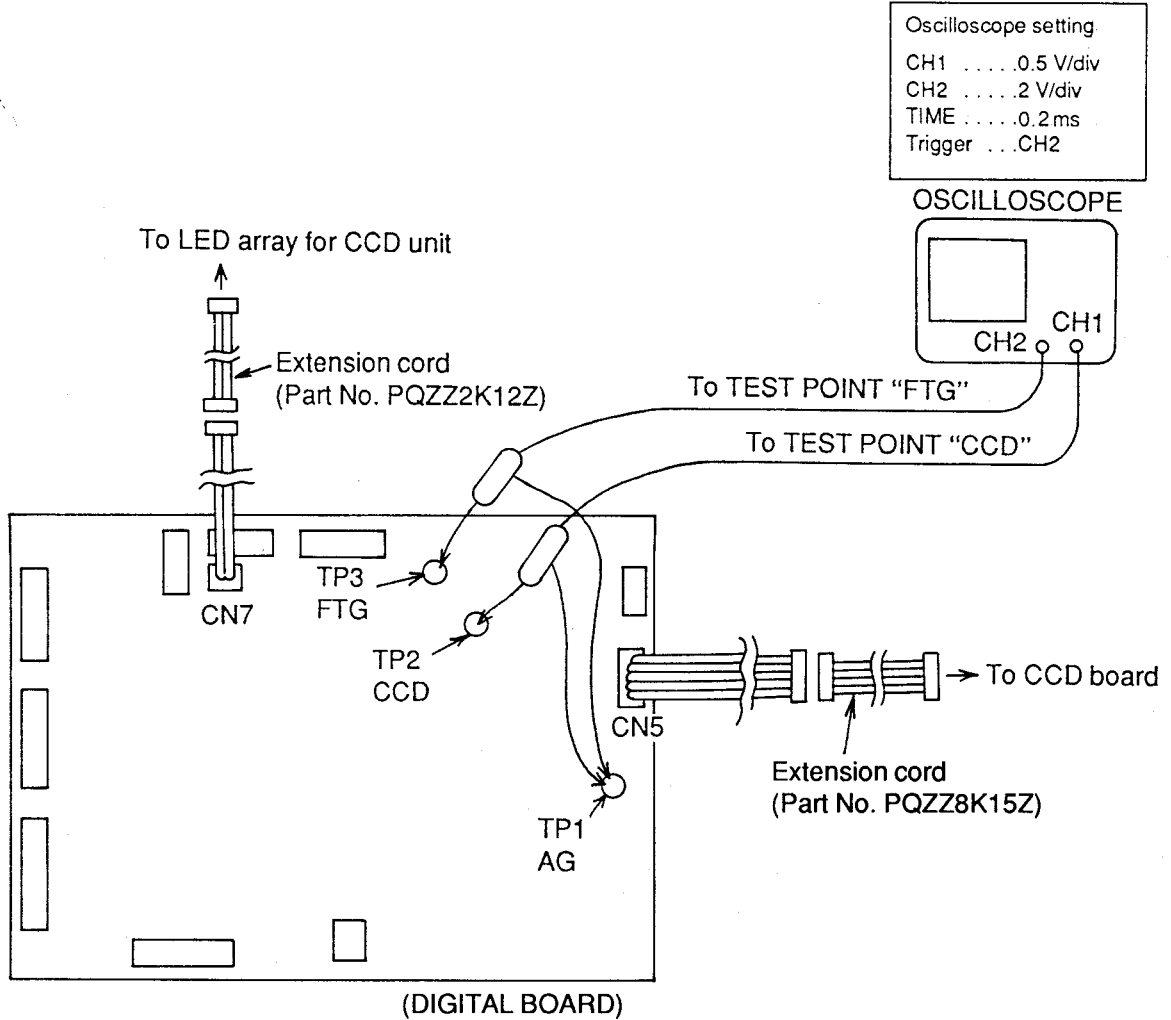 Oscilloscope setting
CH1 .....0.5 V/div
CH2 .....2 V/div
TIME .....0.2 ms
Trigger ...CH2
OSCILLOSCOPE
CH2 CH1
To LED array for CCD unit
Extension cord
(Part No. PQZZ2K12Z)
To TEST POINT “FTG”
To TEST POINT “CCD”
TP3
FTG
CN7
TP2
CCD
To CCD board
CN5
Extension cord
(Part No. PQZZ8K15Z)
TP1
AG
(DIGITAL BOARD)